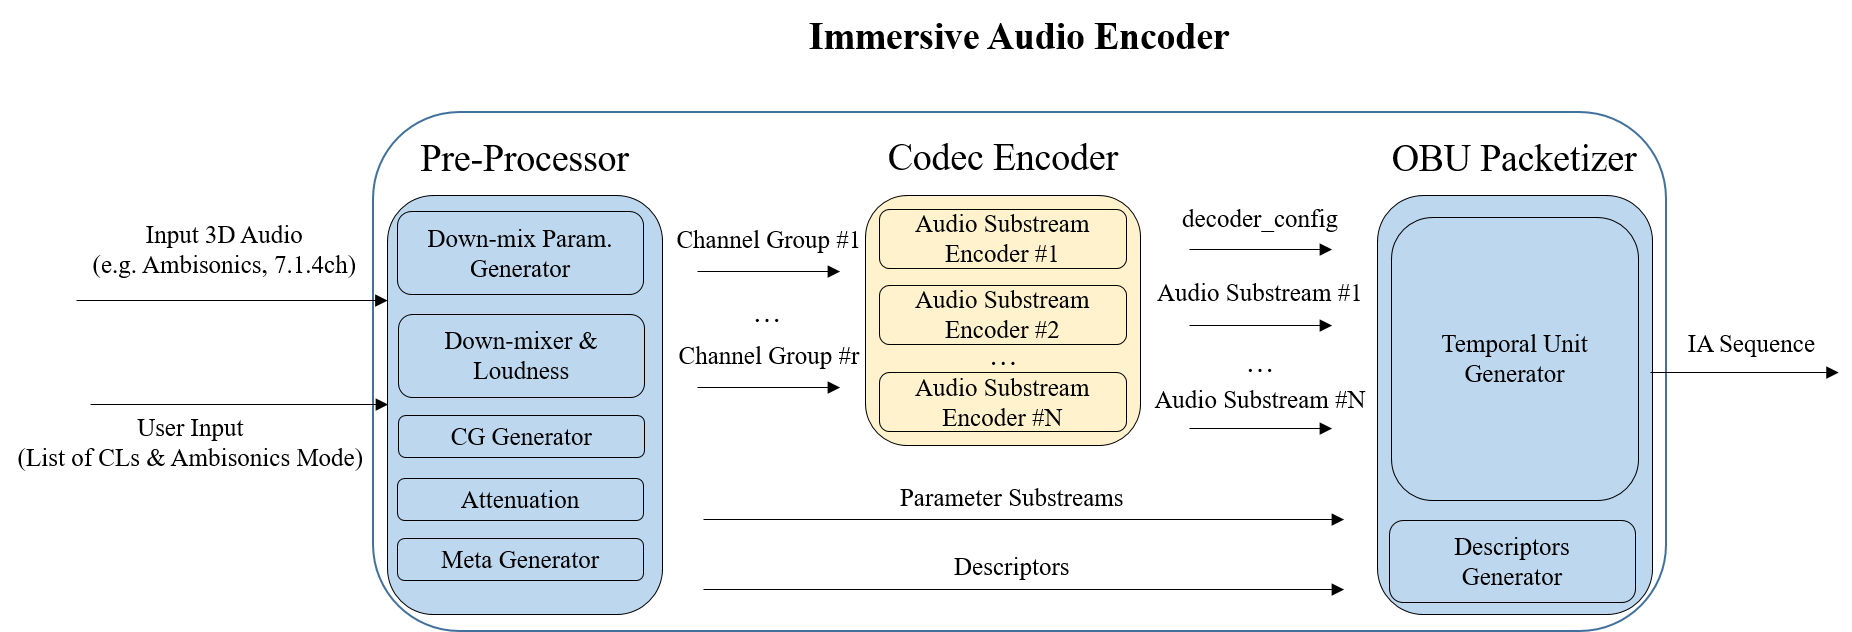 Immersive Audio Encoder
Pre-Processor
Codec Encoder
OBU Packetizer
Input 3D Audio
(e.g. Ambisonics, 7.1.4ch)
User Input
(List of CLs & Ambisonics Mode)
Down-mix Param.
Generator
Down-mixer &
Loudness
CG Generator
Attenuation
Meta Generator
Channel Group #1
…
Channel Group #r
Audio Substream
Encoder #1
Audio Substream
Encoder #2
…
Audio Substream
Encoder #N
decoder_config
Audio Substream #1
…
Audio Substream #N
Parameter Substreams
Descriptors
Temporal Unit
Generator
Descriptors
Generator
IA Sequence